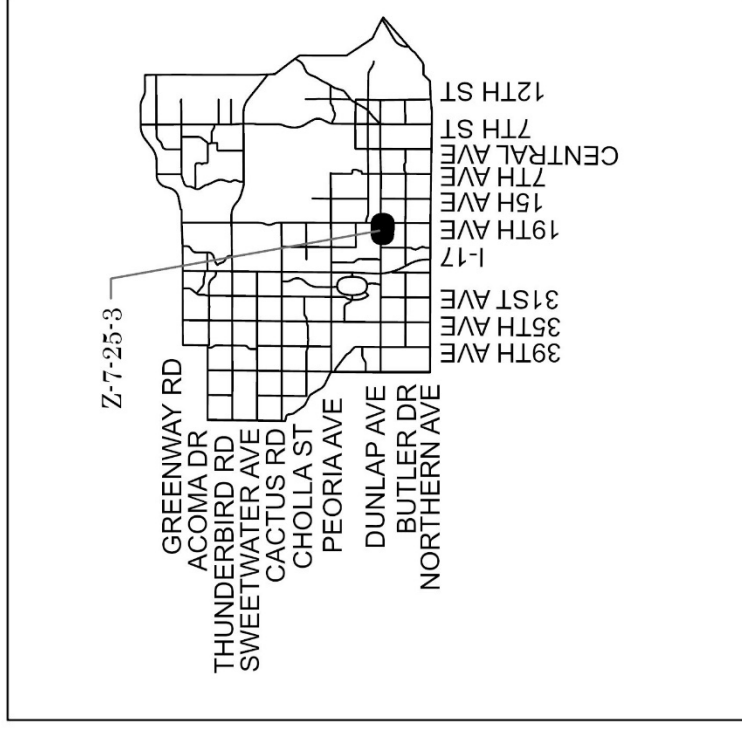 Z-7-25-3
GREENWAY RD
ACOMA DR
THUNDERBIRD RD
SWEETWATER AVE
CACTUS RD
CHOLLA ST
PEORIA AVE
DUNLAP AVE
BUTLER DR
NORTHERN AVE
12TH ST
7TH ST
CENTRAL AVE
7TH AVE
15H AVE
19TH AVE
I-17
31ST AVE
35TH AVE
39TH AVE